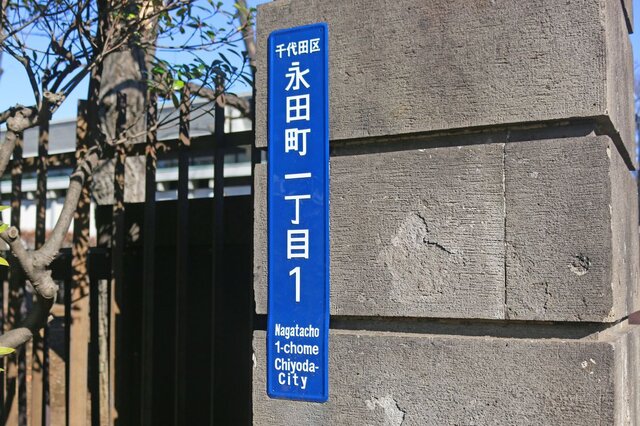 千代田区
永田町一丁目1
Nagatacho
1-chome
Chiyoda-
City